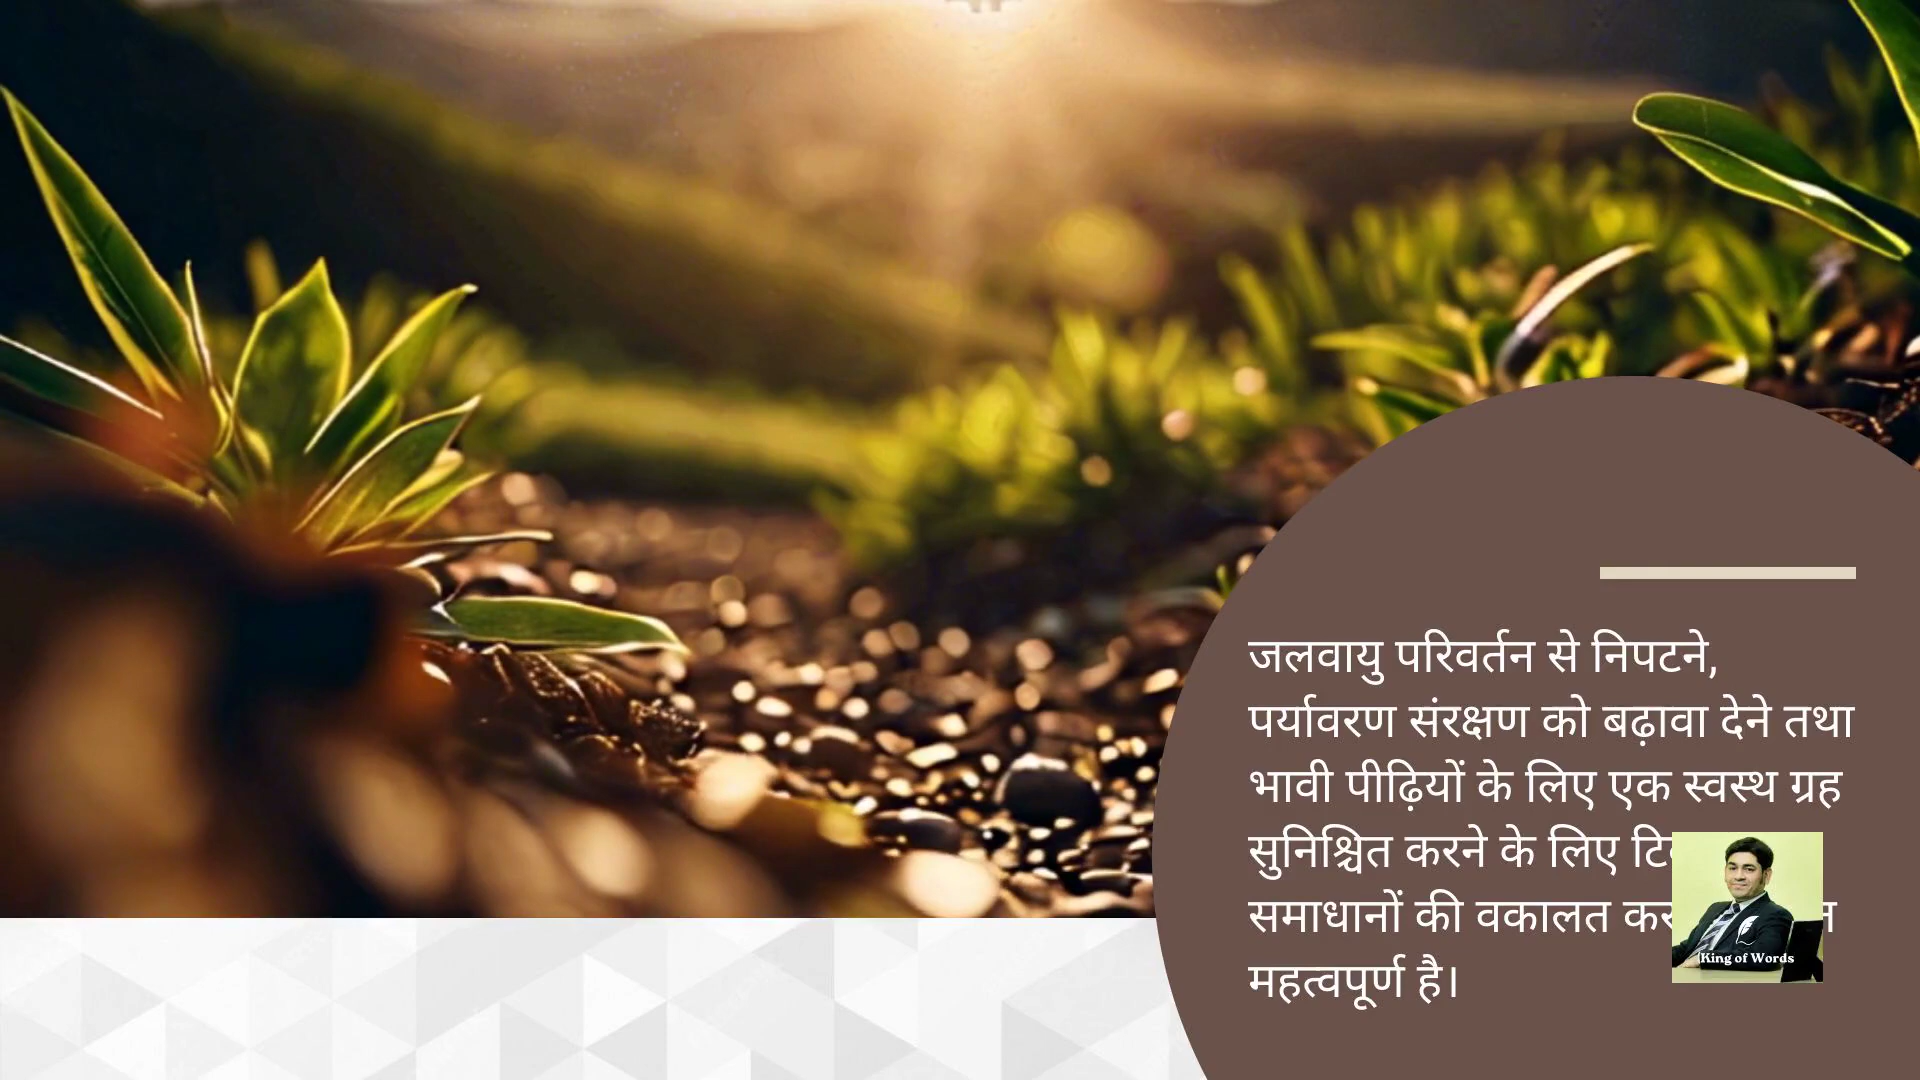 जलवायु परिवर्तन से निपटने,
पर्यावरण संरक्षण को बढ़ावा देने तथा
भावी पीढ़ियों के लिए एक स्वस्थ ग्रह
सुनिश्चित करने के लिए
समाधानों की वकालत
महत्वपूर्ण है।
King of Words